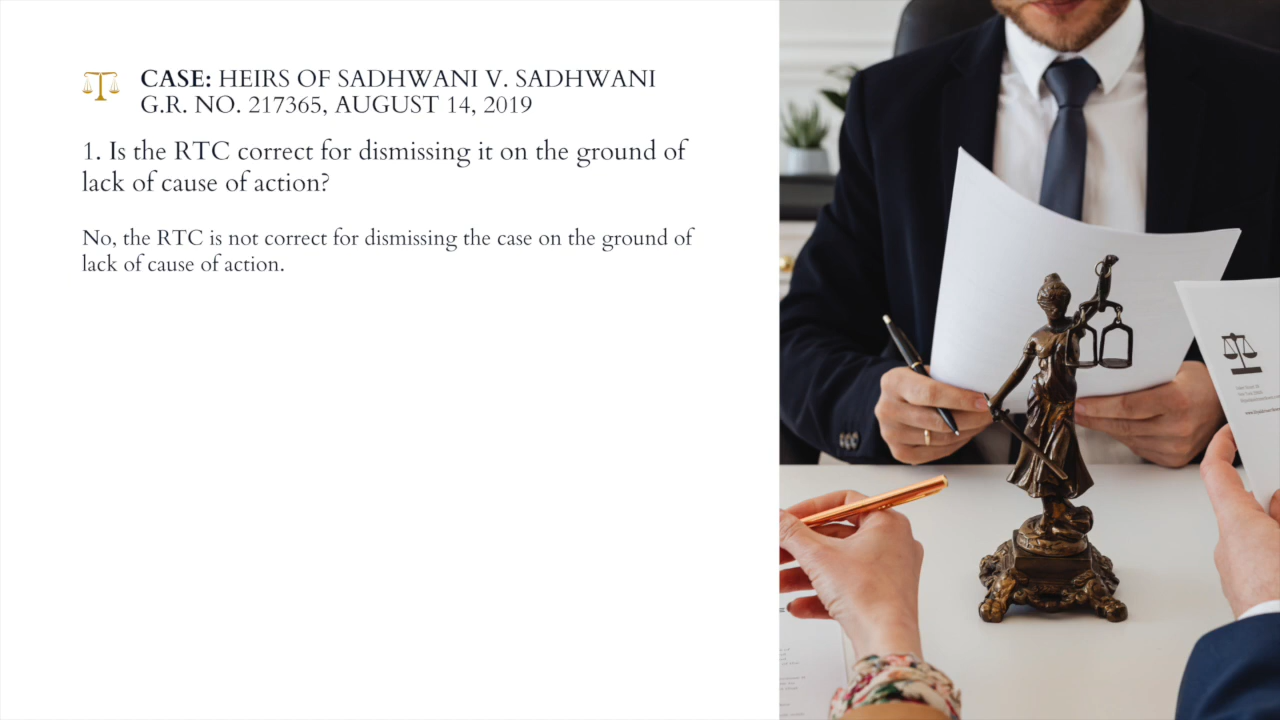 CASE: HEIRS OF SADHWANI V. SADHWANI
G.R. NO. 217365, AUGUST 14, 2019
1. Is the RTC correct for dismissing it on the ground of
lack of cause of action?
No, the RTC is not correct for dismissing the case on the ground of
lack of cause of action.